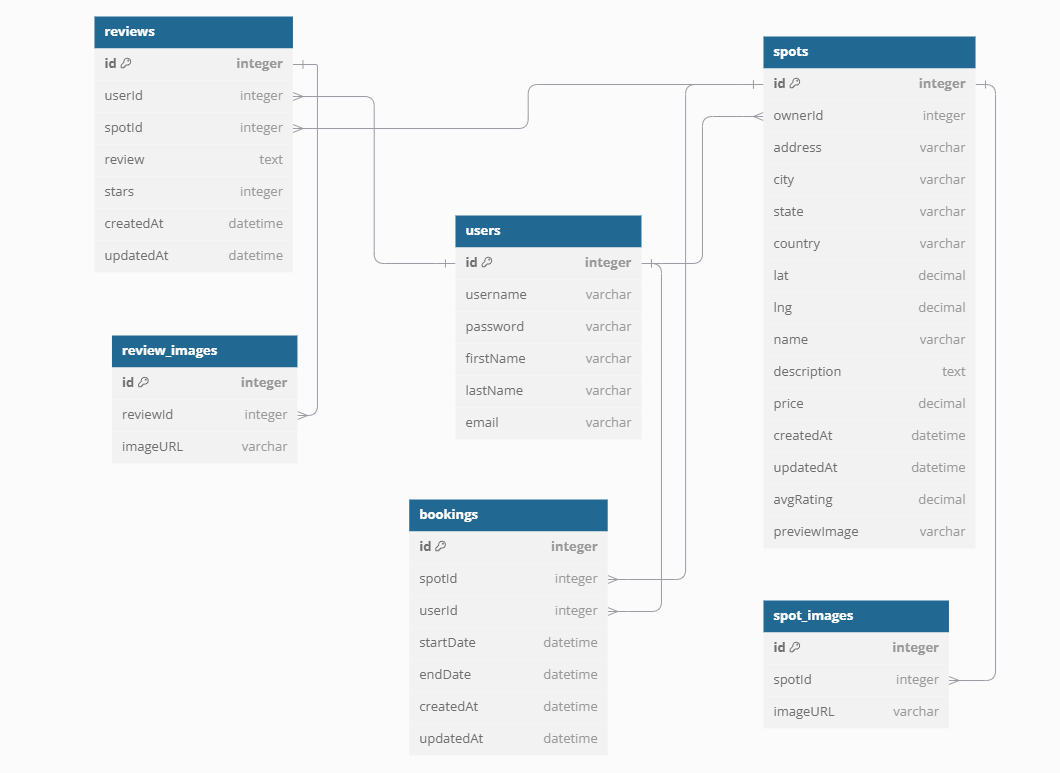 reviews
id integer
userId integer
spotId integer
review text
stars integer
createdAt datetime
updatedAt datetime
review_images
id integer
reviewId integer
imageURL varchar
users
id integer
username varchar
password varchar
firstName varchar
lastName varchar
email varchar
bookings
id integer
spotId integer
userId integer
startDate datetime
endDate datetime
createdAt datetime
updatedAt datetime
spots
id integer
ownerId integer
address varchar
city varchar
state varchar
country varchar
lat decimal
lng decimal
name varchar
description text
price decimal
createdAt datetime
updatedAt datetime
avgRating decimal
previewImage varchar
spot_images
id integer
spotId integer
imageURL varchar